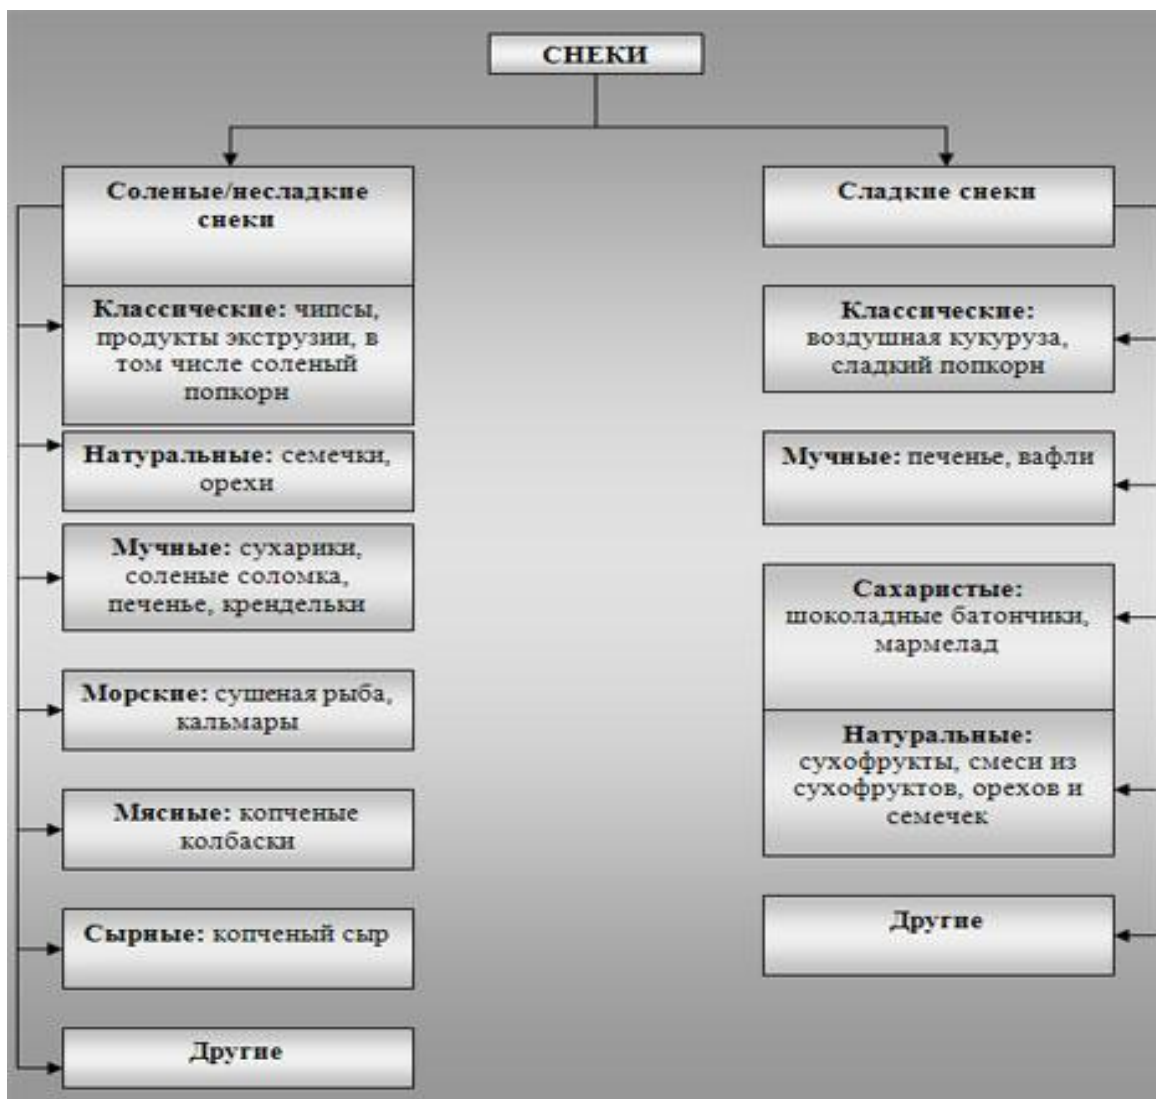 СНЕКИ
Соленые/несладкие
снеки
Классические: чипсы,
продукты экструзии, в
том числе соленый
попкорн
Натуральные: семечки,
орехи
Мучные: сухарики,
соленые соломка,
печенье, крендельки
Морские: сушеная рыба,
кальмары
Мясные: копченые
колбаски
Сырные: копченый сыр
Другие
Сладкие снеки
Классические:
воздушная кукуруза,
сладкий попкорн
Мучные: печенье, вафли
Сахаристые:
шоколадные батончики,
мармелад
Натуральные:
сухофрукты, смеси из
сухофруктов, орехов и
семечек
Другие